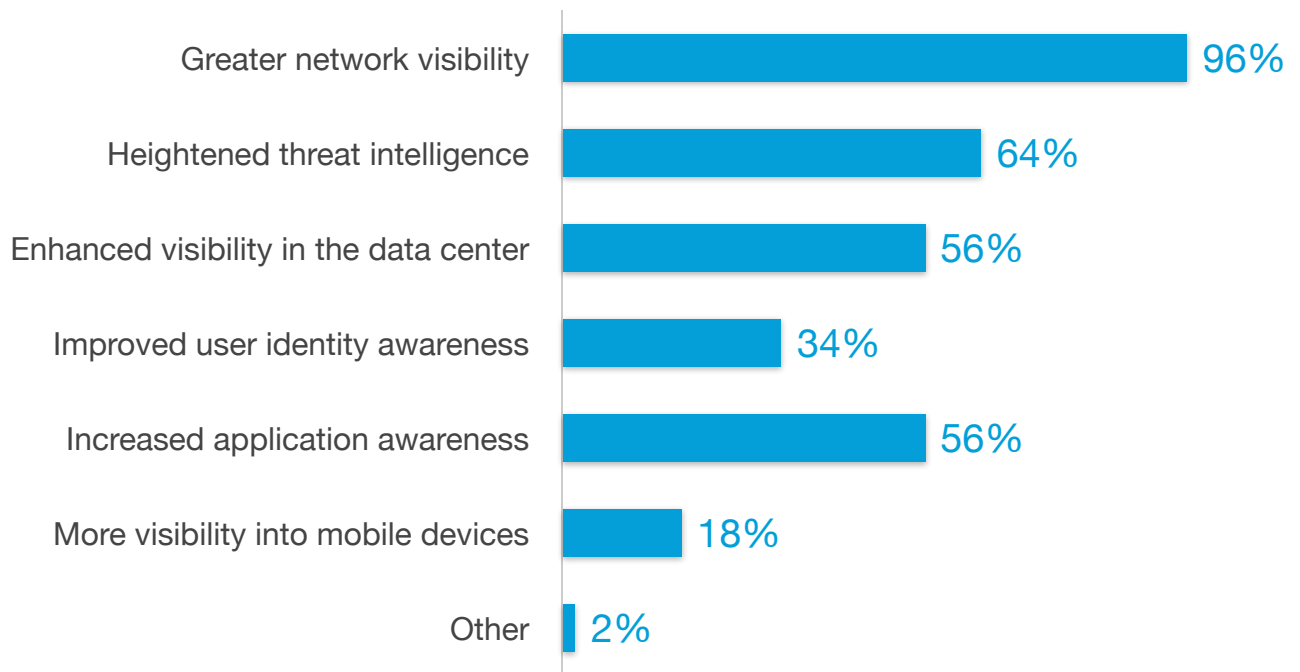 Greater network visibility 96%
Heightened threat intelligence 64%
Enhanced visibility in the data center 56%
Improved user identity awareness 34%
Increased application awareness 56%
More visibility into mobile devices 18%
Other 2%